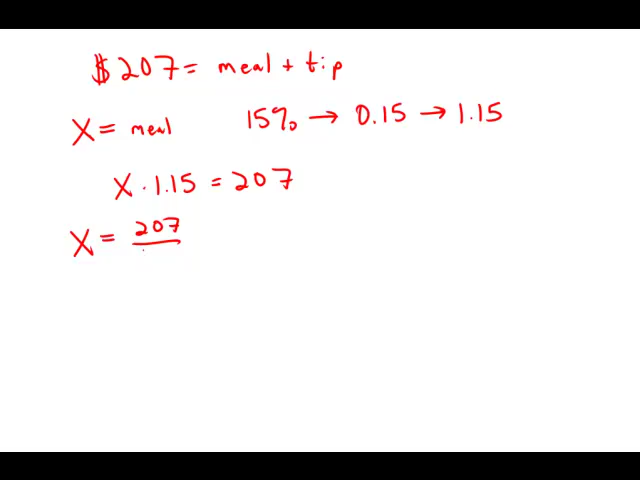 $207 = meal + tip
X = meal 15% → 0.15 → 1.15
X · 1.15 = 207
X = 207